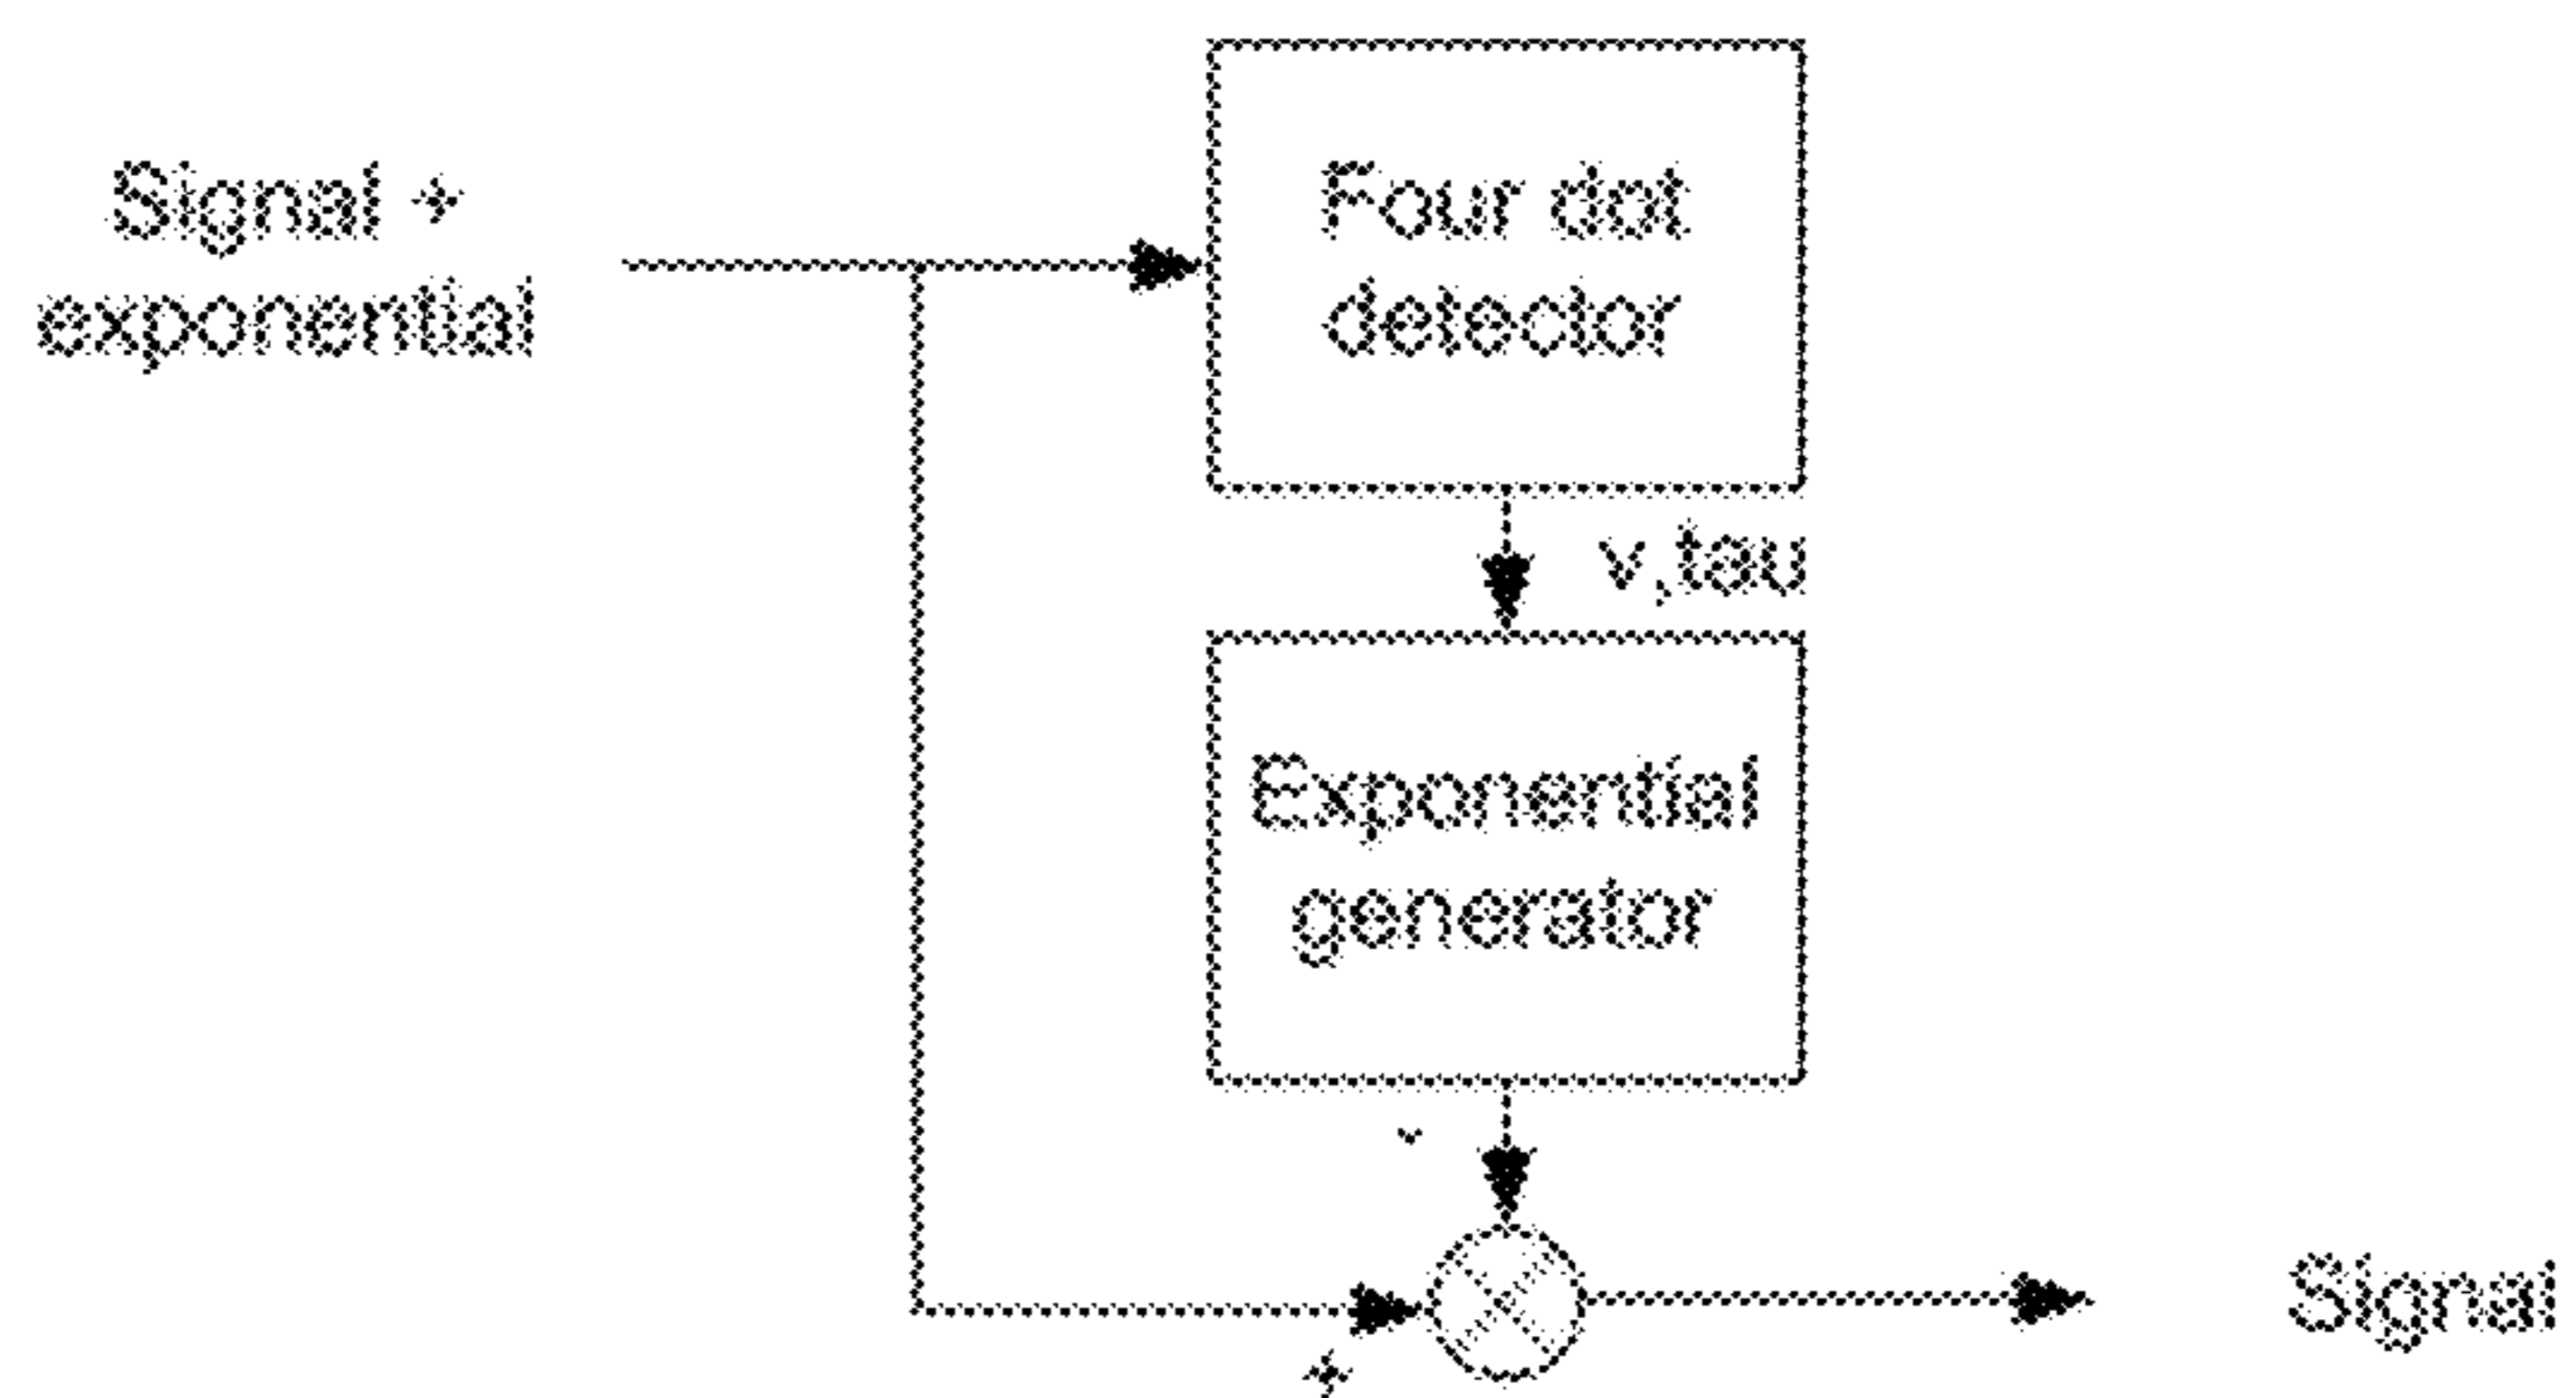 Signal +
exponential
Four dot
detector
v,tau
Exponential
generator
-
+
Signal